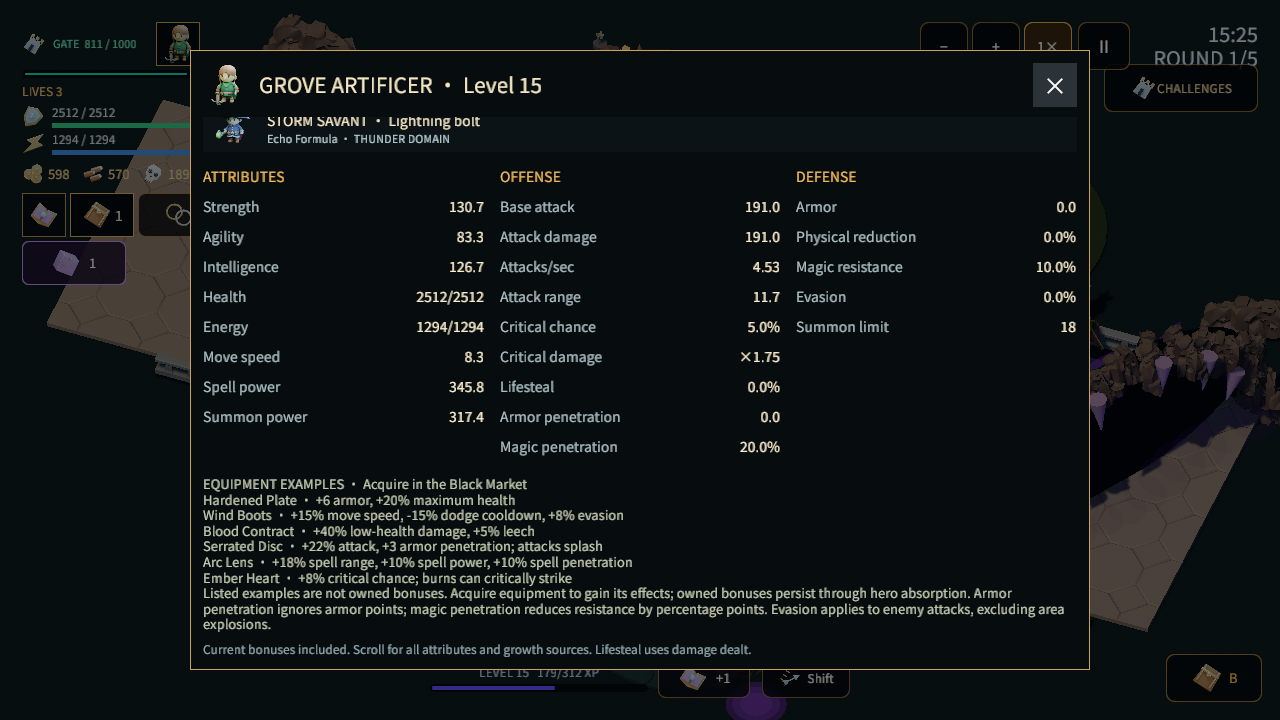 GATE 811 / 1000
LIVES 3
2512 / 2512
1294 / 1294
598 570 189
1
1
− + 1×
15:25
ROUND 1/5
CHALLENGES
GROVE ARTIFICER • Level 15
STORM SAVANT • Lightning bolt
Echo Formula • THUNDER DOMAIN
ATTRIBUTES
Strength 130.7
Agility 83.3
Intelligence 126.7
Health 2512/2512
Energy 1294/1294
Move speed 8.3
Spell power 345.8
Summon power 317.4
OFFENSE
Base attack 191.0
Attack damage 191.0
Attacks/sec 4.53
Attack range 11.7
Critical chance 5.0%
Critical damage ×1.75
Lifesteal 0.0%
Armor penetration 0.0
Magic penetration 20.0%
DEFENSE
Armor 0.0
Physical reduction 0.0%
Magic resistance 10.0%
Evasion 0.0%
Summon limit 18
EQUIPMENT EXAMPLES • Acquire in the Black Market
Hardened Plate • +6 armor, +20% maximum health
Wind Boots • +15% move speed, -15% dodge cooldown, +8% evasion
Blood Contract • +40% low-health damage, +5% leech
Serrated Disc • +22% attack, +3 armor penetration; attacks splash
Arc Lens • +18% spell range, +10% spell power, +10% spell penetration
Ember Heart • +8% critical chance; burns can critically strike
Listed examples are not owned bonuses. Acquire equipment to gain its effects; owned bonuses persist through hero absorption. Armor
penetration ignores armor points; magic penetration reduces resistance by percentage points. Evasion applies to enemy attacks, excluding area
explosions.
Current bonuses included. Scroll for all attributes and growth sources. Lifesteal uses damage dealt.
LEVEL 15 179/312 XP
+1
Shift
B